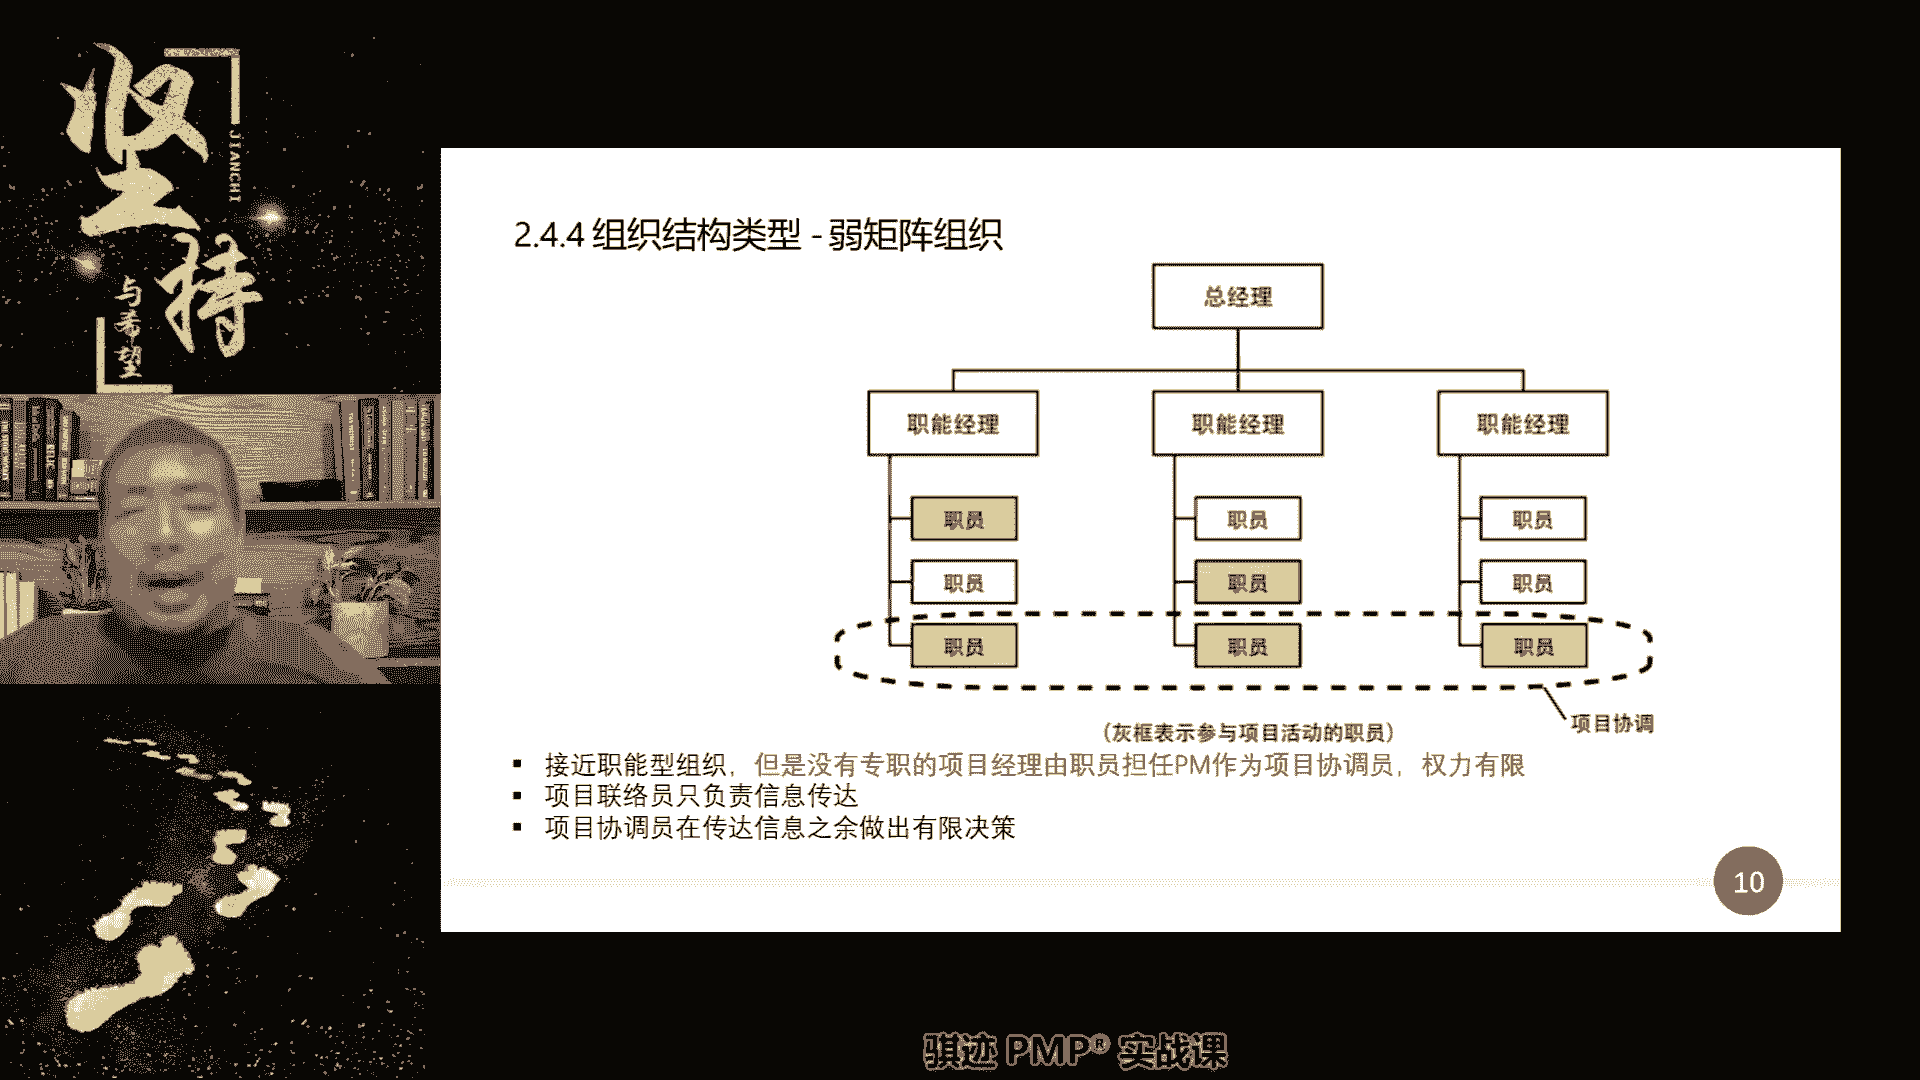 坚
持
JIANCHI
与希望
2.4.4 组织结构类型 - 弱矩阵组织
总经理
职能经理 职能经理 职能经理
职员 职员 职员
职员 职员 职员
职员 职员 职员
项目协调
（灰框表示参与项目活动的职员）
▪ 接近职能型组织，但是没有专职的项目经理由职员担任PM作为项目协调员，权力有限
▪ 项目联络员只负责信息传达
▪ 项目协调员在传达信息之余做出有限决策
10
骐迹 PMP® 实战课